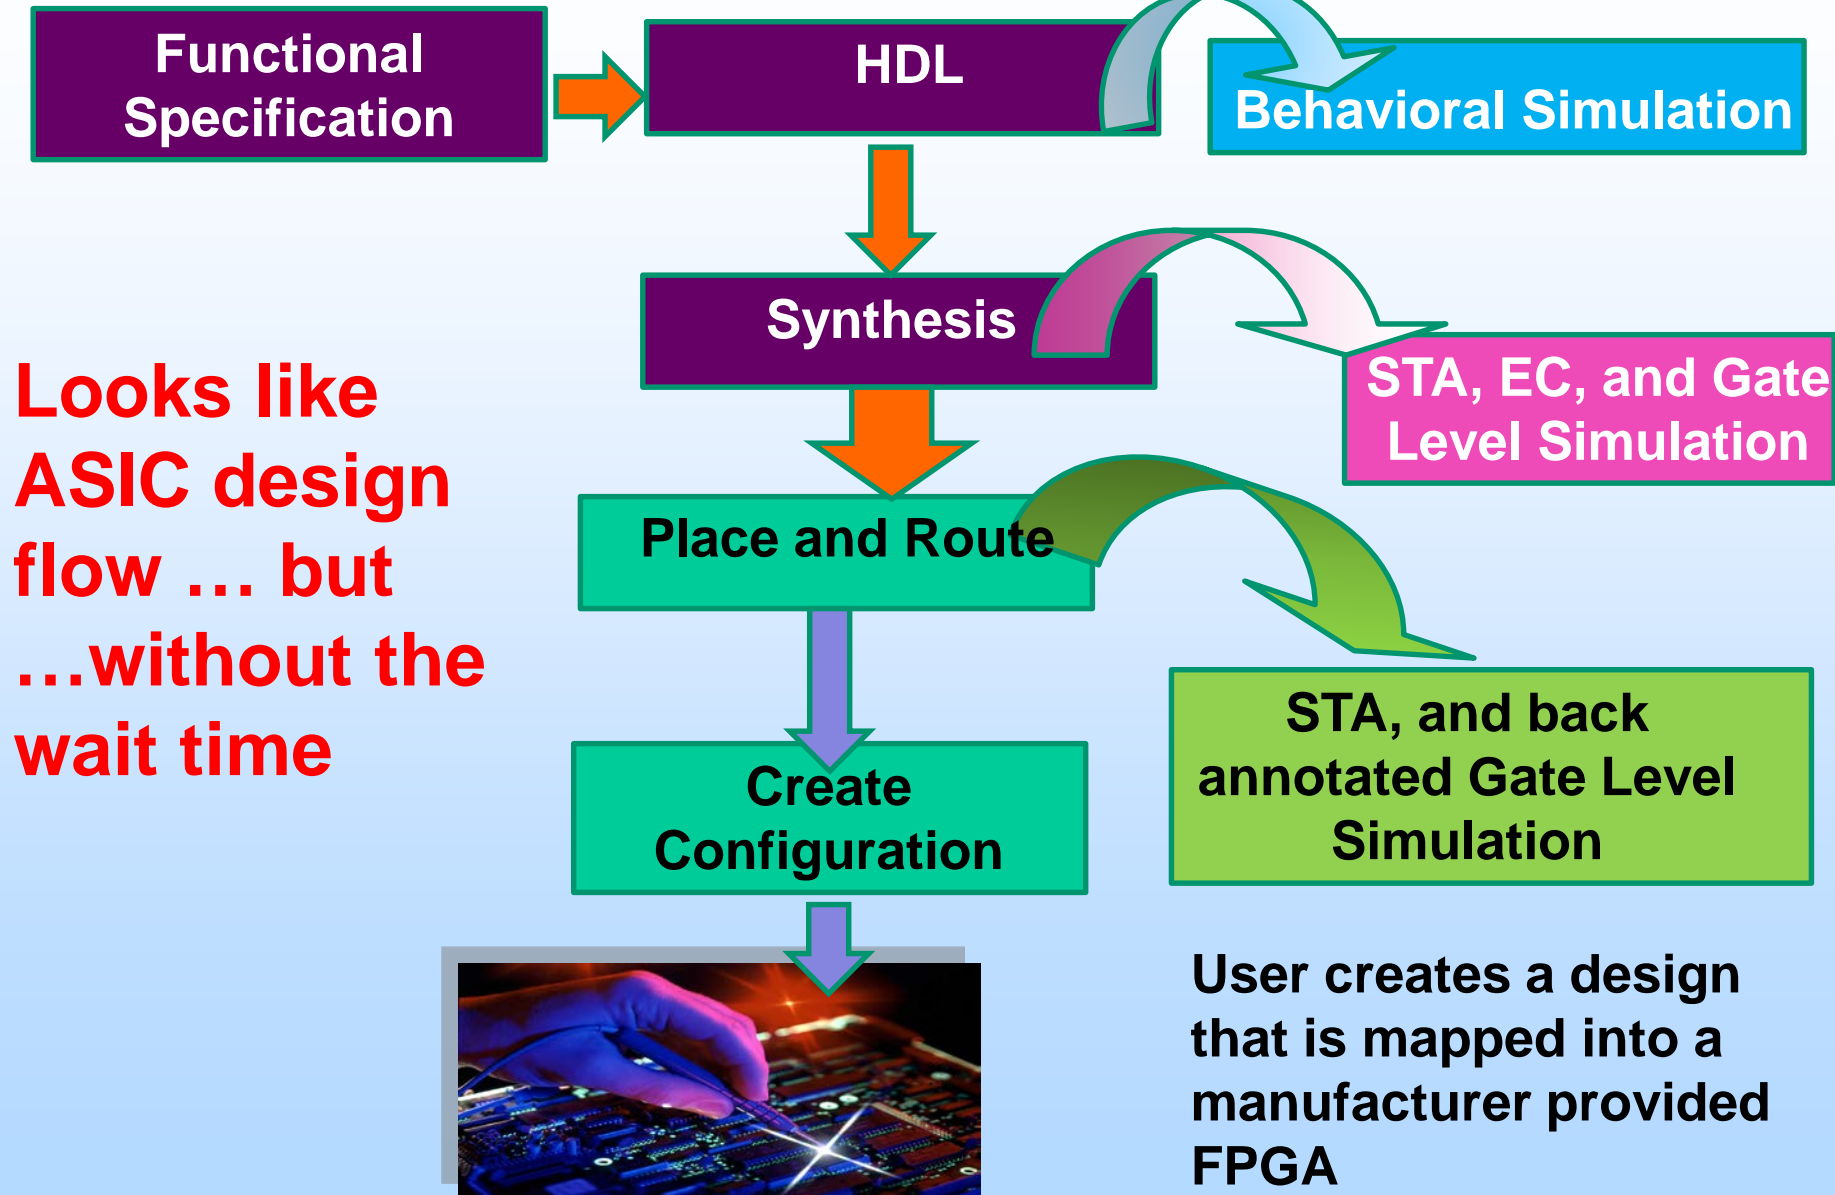 Functional
Specification
HDL
Behavioral Simulation
Synthesis
STA, EC, and Gate
Level Simulation
Looks like
ASIC design
flow … but
…without the
wait time
Place and Route
STA, and back
annotated Gate Level
Simulation
Create
Configuration
User creates a design
that is mapped into a
manufacturer provided
FPGA